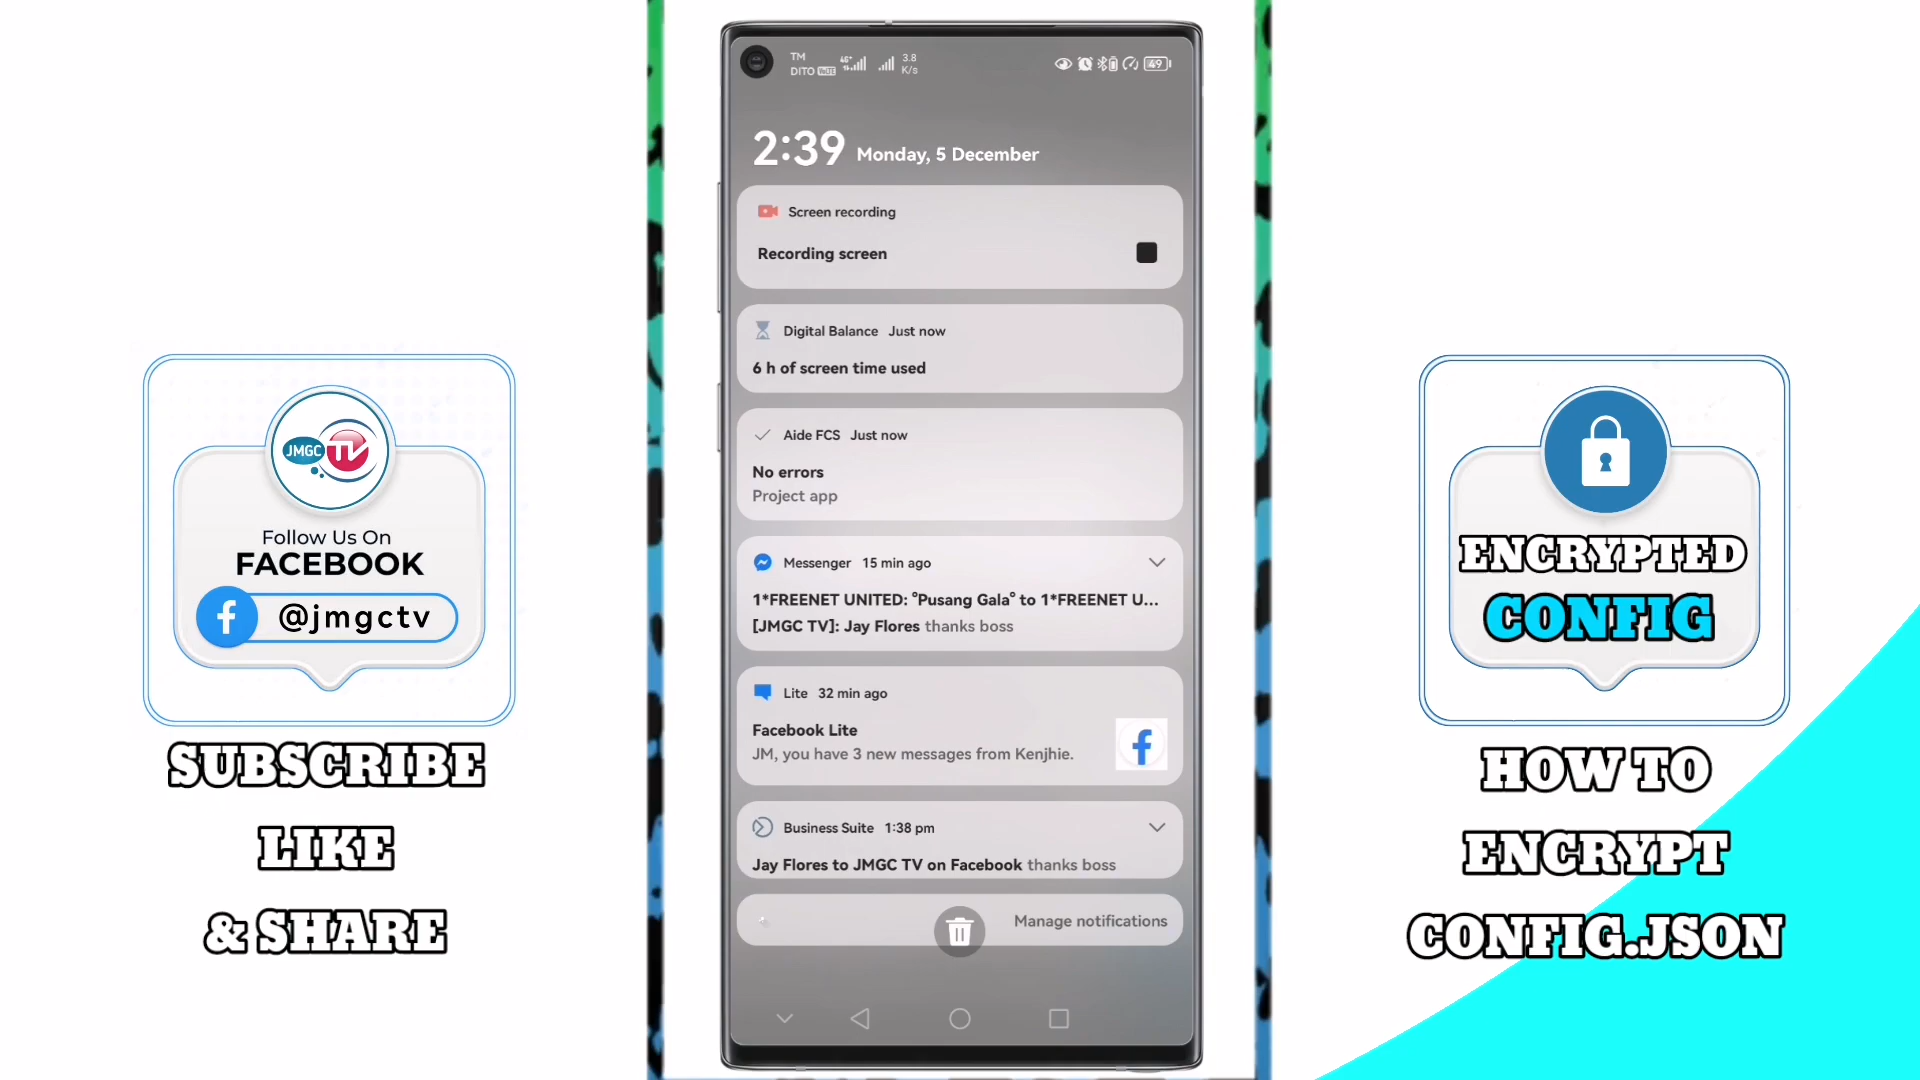 TM
DITO VoLTE
4G+
3.8
K/s
49
2:39 Monday, 5 December
Screen recording
Recording screen
Digital Balance Just now
6 h of screen time used
Aide FCS Just now
No errors
Project app
Messenger 15 min ago
1*FREENET UNITED: °Pusang Gala° to 1*FREENET U...
[JMGC TV]: Jay Flores thanks boss
Lite 32 min ago
Facebook Lite
JM, you have 3 new messages from Kenjhie.
Business Suite 1:38 pm
Jay Flores to JMGC TV on Facebook thanks boss
Manage notifications
JMGC TV
Follow Us On
FACEBOOK
@jmgctv
SUBSCRIBE
LIKE
& SHARE
ENCRYPTED
CONFIG
HOW TO
ENCRYPT
CONFIG.JSON